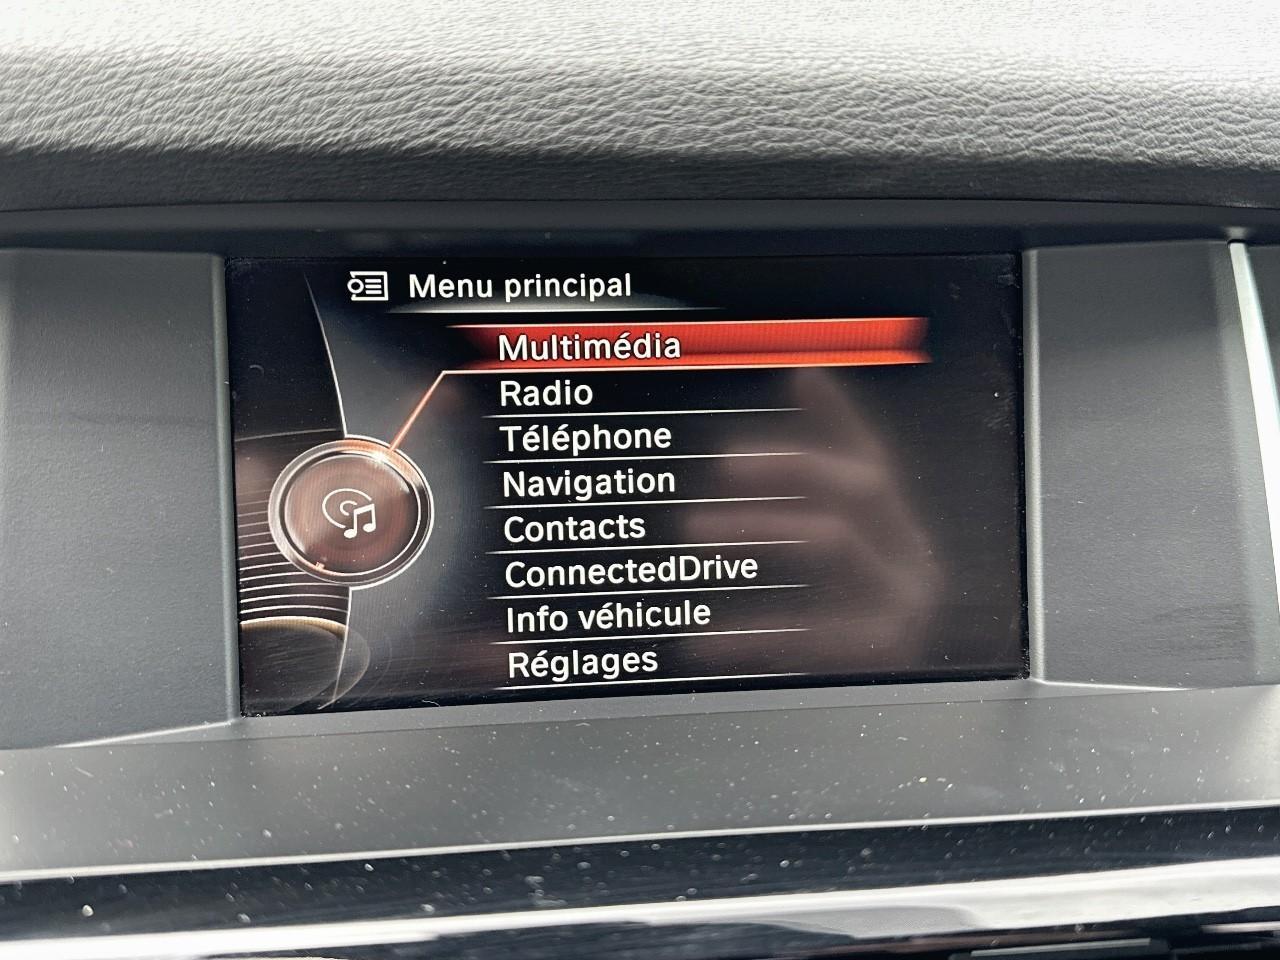 Menu principal
Multimédia
Radio
Téléphone
Navigation
Contacts
ConnectedDrive
Info véhicule
Réglages